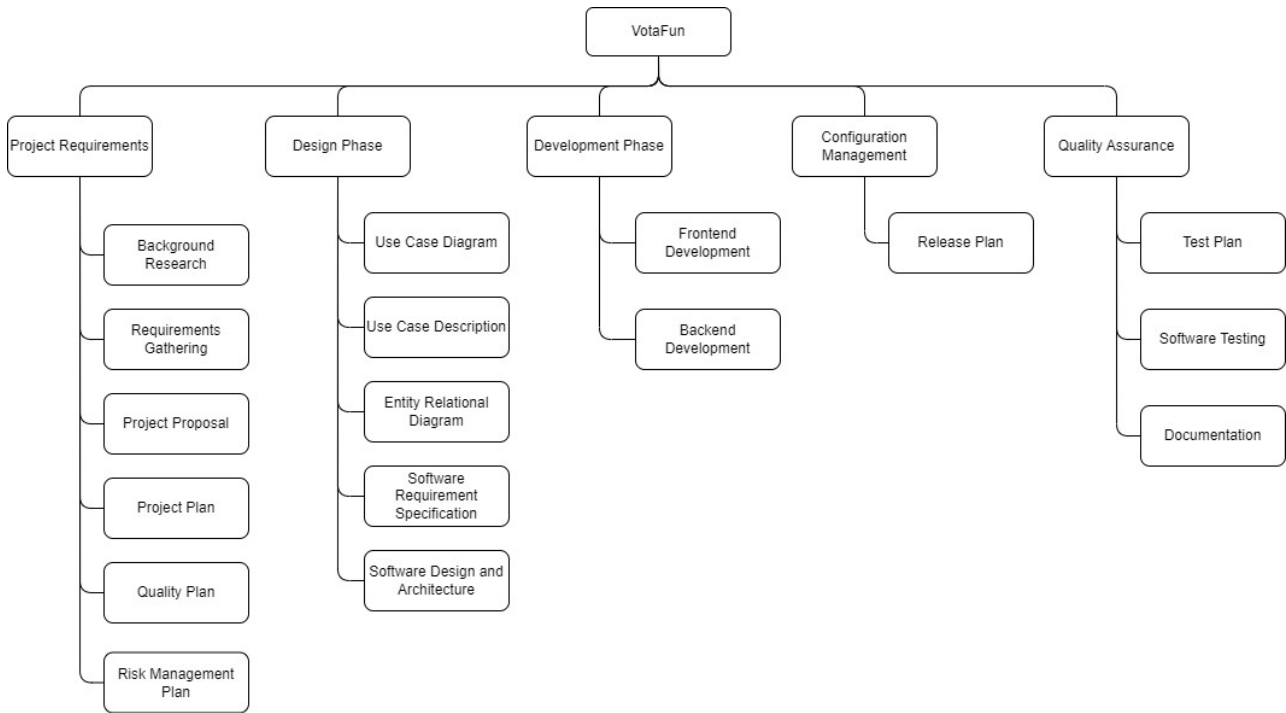 VotaFun
Project Requirements
Design Phase
Development Phase
Configuration
Management
Quality Assurance
Background
Research
Requirements
Gathering
Project Proposal
Project Plan
Quality Plan
Risk Management
Plan
Use Case Diagram
Use Case Description
Entity Relational
Diagram
Software
Requirement
Specification
Software Design and
Architecture
Frontend
Development
Backend
Development
Release Plan
Test Plan
Software Testing
Documentation